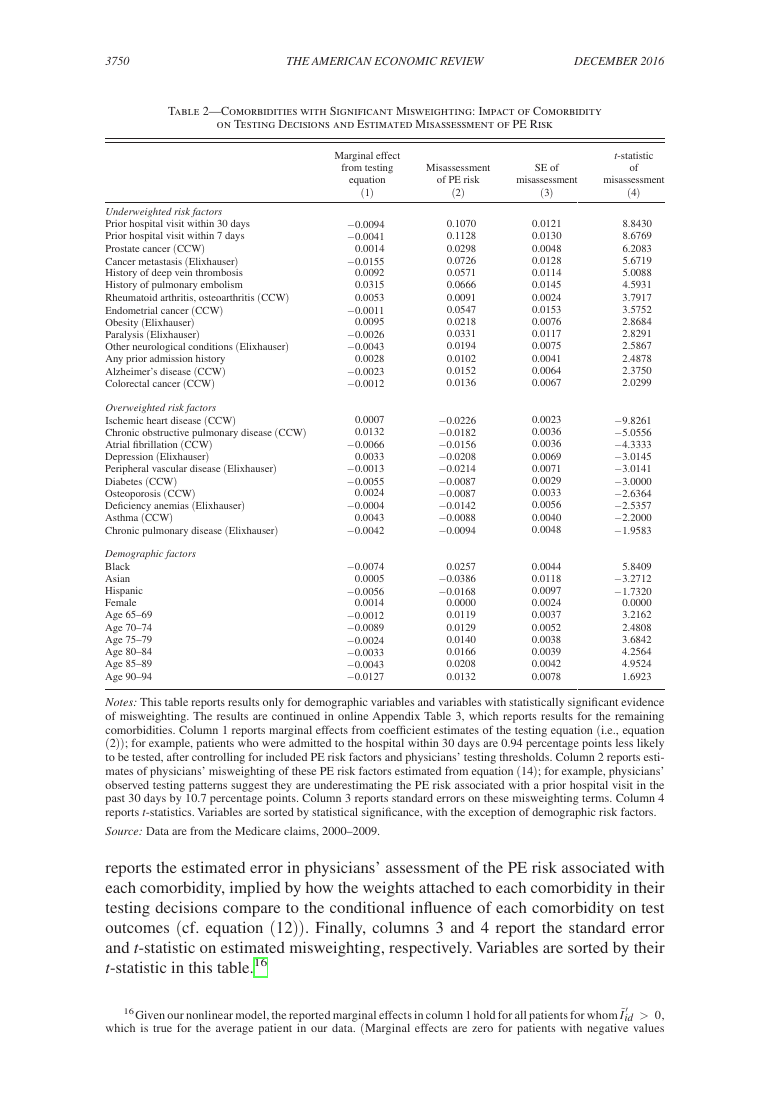 3750 THE AMERICAN ECONOMIC REVIEW DECEMBER 2016
Table 2—Comorbidities with Significant Misweighting: Impact of Comorbidity
on Testing Decisions and Estimated Misassessment of PE Risk
Marginal effect from testing equation (1) Misassessment of PE risk (2) SE of misassessment (3) t-statistic of misassessment (4)
Underweighted risk factors
Prior hospital visit within 30 days −0.0094 0.1070 0.0121 8.8430
Prior hospital visit within 7 days −0.0041 0.1128 0.0130 8.6769
Prostate cancer (CCW) 0.0014 0.0298 0.0048 6.2083
Cancer metastasis (Elixhauser) −0.0155 0.0726 0.0128 5.6719
History of deep vein thrombosis 0.0092 0.0571 0.0114 5.0088
History of pulmonary embolism 0.0315 0.0666 0.0145 4.5931
Rheumatoid arthritis, osteoarthritis (CCW) 0.0053 0.0091 0.0024 3.7917
Endometrial cancer (CCW) −0.0011 0.0547 0.0153 3.5752
Obesity (Elixhauser) 0.0095 0.0218 0.0076 2.8684
Paralysis (Elixhauser) −0.0026 0.0331 0.0117 2.8291
Other neurological conditions (Elixhauser) −0.0043 0.0194 0.0075 2.5867
Any prior admission history 0.0028 0.0102 0.0041 2.4878
Alzheimer's disease (CCW) −0.0023 0.0152 0.0064 2.3750
Colorectal cancer (CCW) −0.0012 0.0136 0.0067 2.0299
Overweighted risk factors
Ischemic heart disease (CCW) 0.0007 −0.0226 0.0023 −9.8261
Chronic obstructive pulmonary disease (CCW) 0.0132 −0.0182 0.0036 −5.0556
Atrial fibrillation (CCW) −0.0066 −0.0156 0.0036 −4.3333
Depression (Elixhauser) 0.0033 −0.0208 0.0069 −3.0145
Peripheral vascular disease (Elixhauser) −0.0013 −0.0214 0.0071 −3.0141
Diabetes (CCW) −0.0055 −0.0087 0.0029 −3.0000
Osteoporosis (CCW) 0.0024 −0.0087 0.0033 −2.6364
Deficiency anemias (Elixhauser) −0.0004 −0.0142 0.0056 −2.5357
Asthma (CCW) 0.0043 −0.0088 0.0040 −2.2000
Chronic pulmonary disease (Elixhauser) −0.0042 −0.0094 0.0048 −1.9583
Demographic factors
Black −0.0074 0.0257 0.0044 5.8409
Asian 0.0005 −0.0386 0.0118 −3.2712
Hispanic −0.0056 −0.0168 0.0097 −1.7320
Female 0.0014 0.0000 0.0024 0.0000
Age 65–69 −0.0012 0.0119 0.0037 3.2162
Age 70–74 −0.0089 0.0129 0.0052 2.4808
Age 75–79 −0.0024 0.0140 0.0038 3.6842
Age 80–84 −0.0033 0.0166 0.0039 4.2564
Age 85–89 −0.0043 0.0208 0.0042 4.9524
Age 90–94 −0.0127 0.0132 0.0078 1.6923
Notes: This table reports results only for demographic variables and variables with statistically significant evidence
of misweighting. The results are continued in online Appendix Table 3, which reports results for the remaining
comorbidities. Column 1 reports marginal effects from coefficient estimates of the testing equation (i.e., equation
(2)); for example, patients who were admitted to the hospital within 30 days are 0.94 percentage points less likely
to be tested, after controlling for included PE risk factors and physicians' testing thresholds. Column 2 reports esti-
mates of physicians' misweighting of these PE risk factors estimated from equation (14); for example, physicians'
observed testing patterns suggest they are underestimating the PE risk associated with a prior hospital visit in the
past 30 days by 10.7 percentage points. Column 3 reports standard errors on these misweighting terms. Column 4
reports t-statistics. Variables are sorted by statistical significance, with the exception of demographic risk factors.
Source: Data are from the Medicare claims, 2000–2009.
reports the estimated error in physicians' assessment of the PE risk associated with
each comorbidity, implied by how the weights attached to each comorbidity in their
testing decisions compare to the conditional influence of each comorbidity on test
outcomes (cf. equation (12)). Finally, columns 3 and 4 report the standard error
and t-statistic on estimated misweighting, respectively. Variables are sorted by their
t-statistic in this table.16
16 Given our nonlinear model, the reported marginal effects in column 1 hold for all patients for whom Ĩ′id > 0,
which is true for the average patient in our data. (Marginal effects are zero for patients with negative values